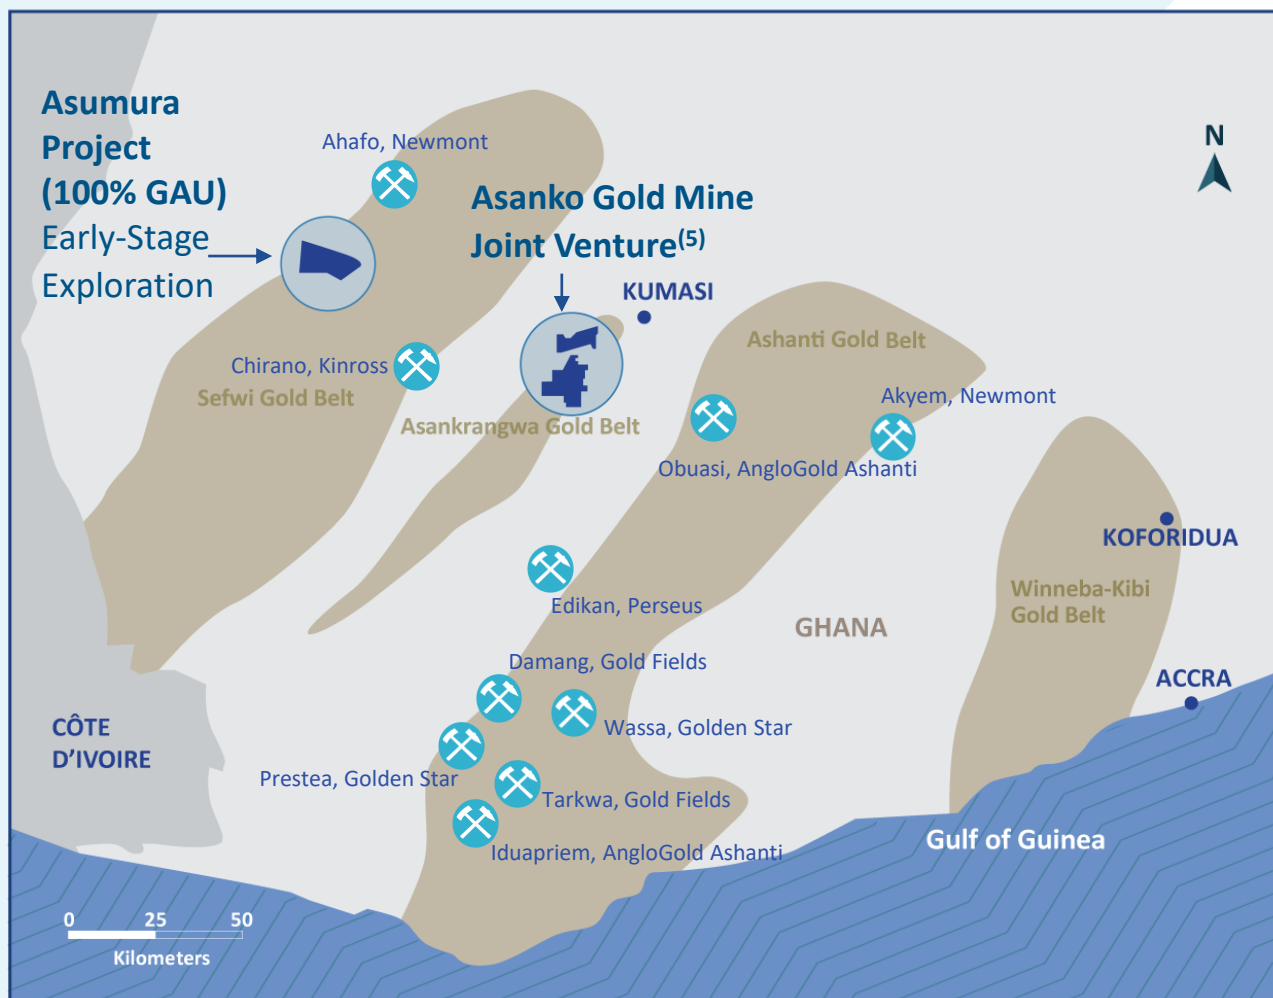 Asumura
Project
(100% GAU)
Early-Stage
Exploration
Ahafo, Newmont
Asanko Gold Mine
Joint Venture(5)
N
KUMASI
Ashanti Gold Belt
Chirano, Kinross
Sefwi Gold Belt
Asankrangwa Gold Belt
Akyem, Newmont
Obuasi, AngloGold Ashanti
KOFORIDUA
Edikan, Perseus
Winneba-Kibi
Gold Belt
GHANA
Damang, Gold Fields
ACCRA
CÔTE
D'IVOIRE
Wassa, Golden Star
Prestea, Golden Star
Tarkwa, Gold Fields
Iduapriem, AngloGold Ashanti
Gulf of Guinea
0 25 50
Kilometers